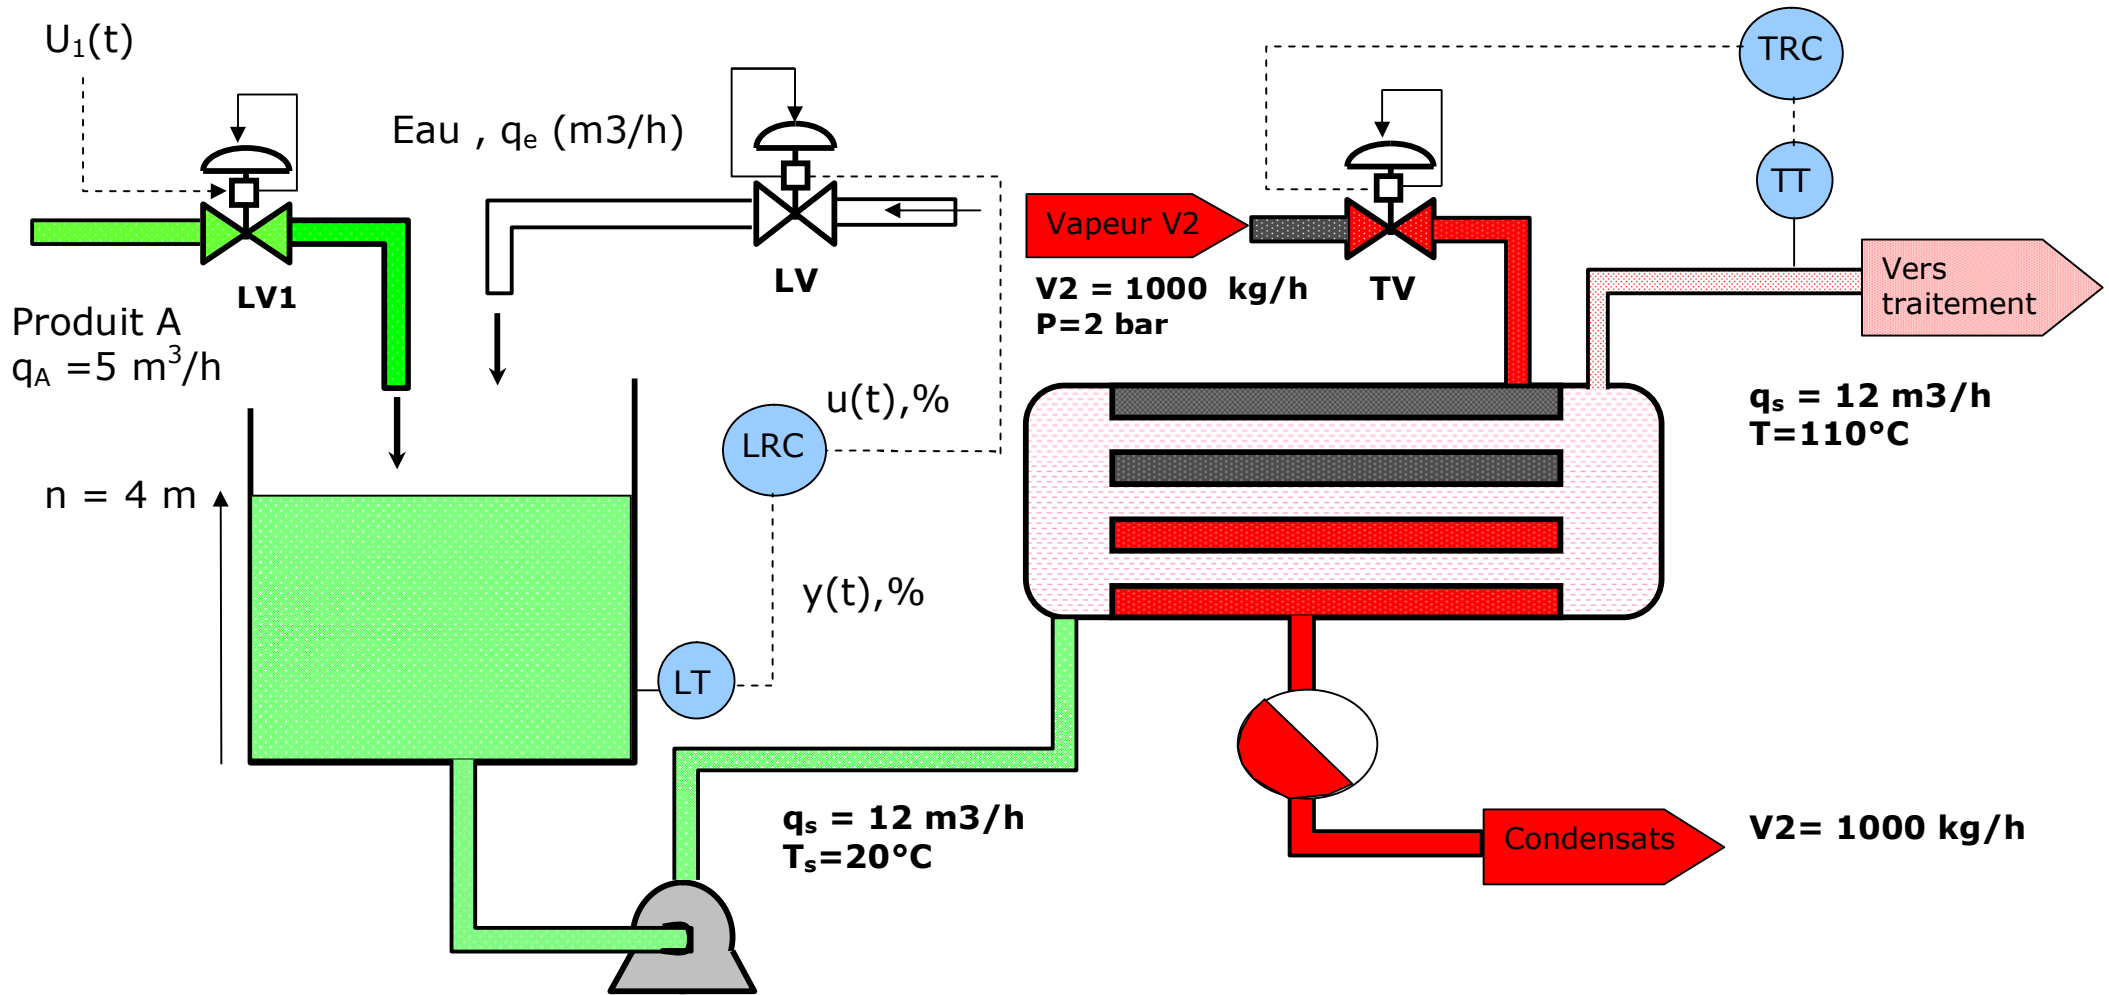 U₁(t)
TRC
Eau , qₑ (m3/h)
TT
Vapeur V2
Vers
traitement
LV1
LV
V2 = 1000 kg/h
P=2 bar
TV
Produit A
q_A =5 m³/h
u(t),%
LRC
qₛ = 12 m3/h
T=110°C
n = 4 m
y(t),%
LT
qₛ = 12 m3/h
Tₛ=20°C
Condensats
V2= 1000 kg/h